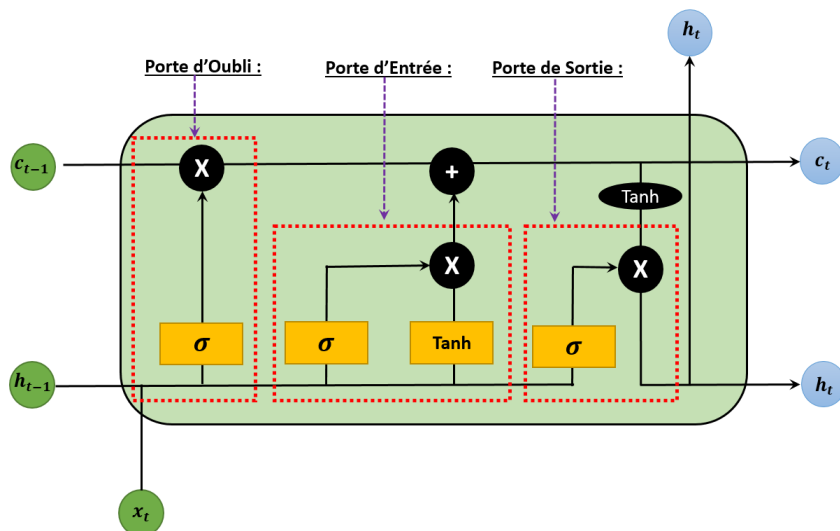 h_t
Porte d'Oubli :
Porte d'Entrée :
Porte de Sortie :
c_{t-1}
X
+
c_t
Tanh
X
X
σ
σ
Tanh
σ
h_{t-1}
h_t
x_t